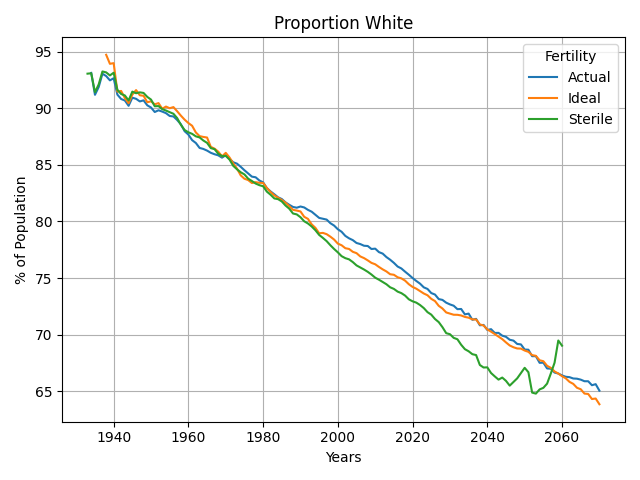 Proportion White
Fertility
Actual
Ideal
Sterile
% of Population
95
90
85
80
75
70
65
1940
1960
1980
2000
2020
2040
2060
Years